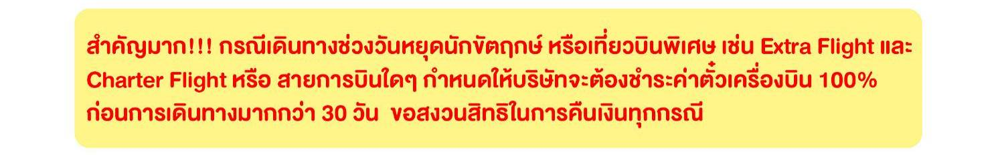 สำคัญมาก!!! กรณีเดินทางช่วงวันหยุดนักขัตฤกษ์ หรือเที่ยวบินพิเศษ เช่น Extra Flight และ
Charter Flight หรือ สายการบินใดๆ กำหนดให้บริษัทจะต้องชำระค่าตั๋วเครื่องบิน 100%
ก่อนการเดินทางมากกว่า 30 วัน ขอสงวนสิทธิในการคืนเงินทุกกรณี